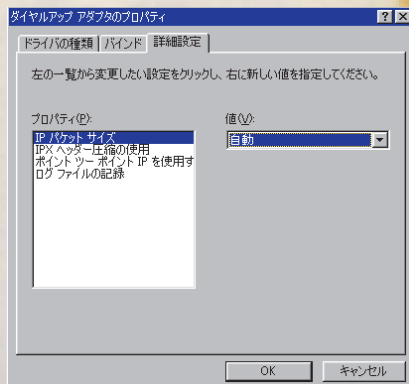 ダイヤルアップ アダプタのプロパティ
ドライバの種類 バインド 詳細設定
左の一覧から変更したい設定をクリックし、右に新しい値を指定してください。
プロパティ(P): 値(V):
IP パケット サイズ 自動
IPX ヘッダー圧縮の使用
ポイント ツー ポイント IP を使用す
ログ ファイルの記録
OK キャンセル